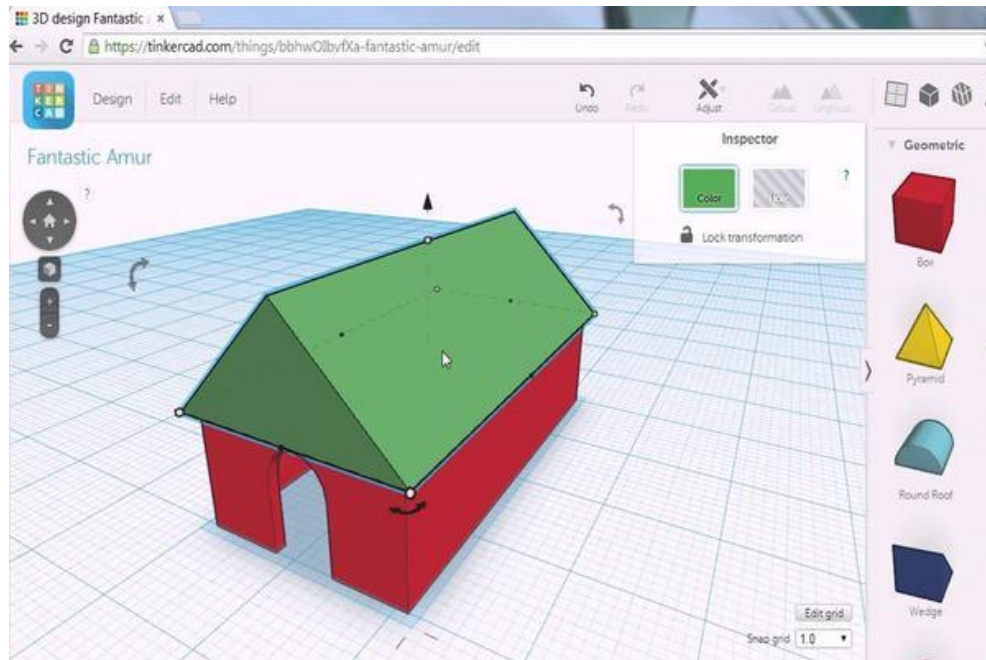 3D design Fantastic
https://tinkercad.com/things/bbhwOIbvfXa-fantastic-amur/edit
TIN
KER
CAD
Design Edit Help
Undo Redo Adjust Group Ungroup
Fantastic Amur
?
Inspector
Color Hole
?
Lock transformation
Geometric
Box
Pyramid
Round Roof
Wedge
Edit grid
Snap grid 1.0